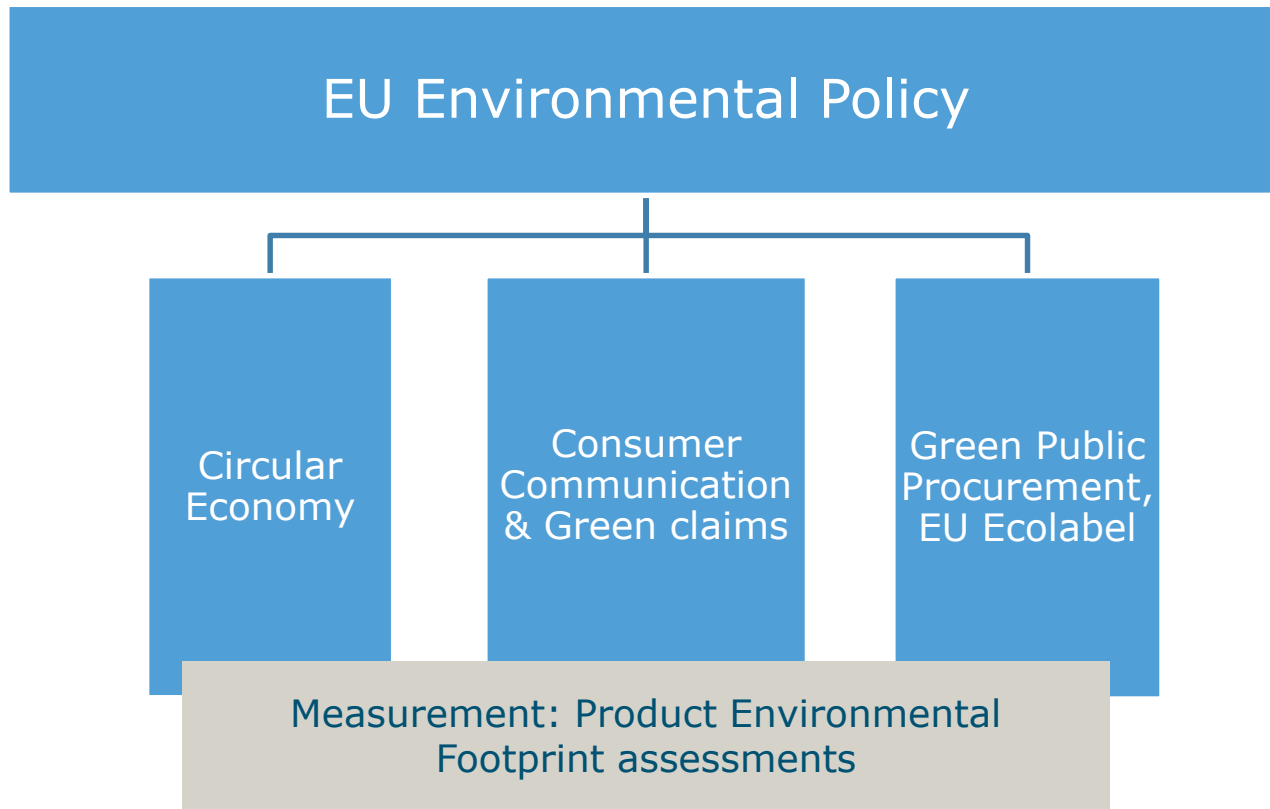 EU Environmental Policy
Circular
Economy
Consumer
Communication
& Green claims
Green Public
Procurement,
EU Ecolabel
Measurement: Product Environmental
Footprint assessments